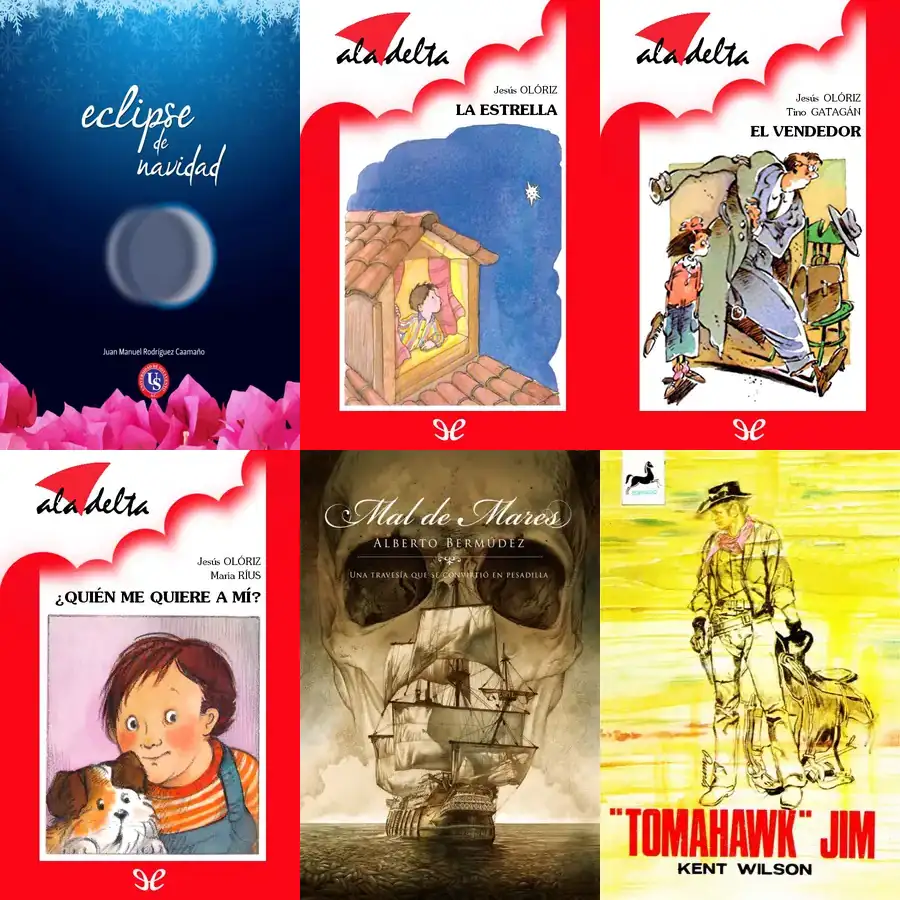 eclipse
de
navidad
Juan Manuel Rodríguez Caamaño
US
ala delta
Jesús OLÓRIZ
LA ESTRELLA
ala delta
Jesús OLÓRIZ
Tino GATAGÁN
EL VENDEDOR
ala delta
Jesús OLÓRIZ
María RÍUS
¿QUIÉN ME QUIERE A MÍ?
Mal de Mares
ALBERTO BERMÚDEZ
UNA TRAVESÍA QUE SE CONVIRTIÓ EN PESADILLA
"TOMAHAWK" JIM
KENT WILSON